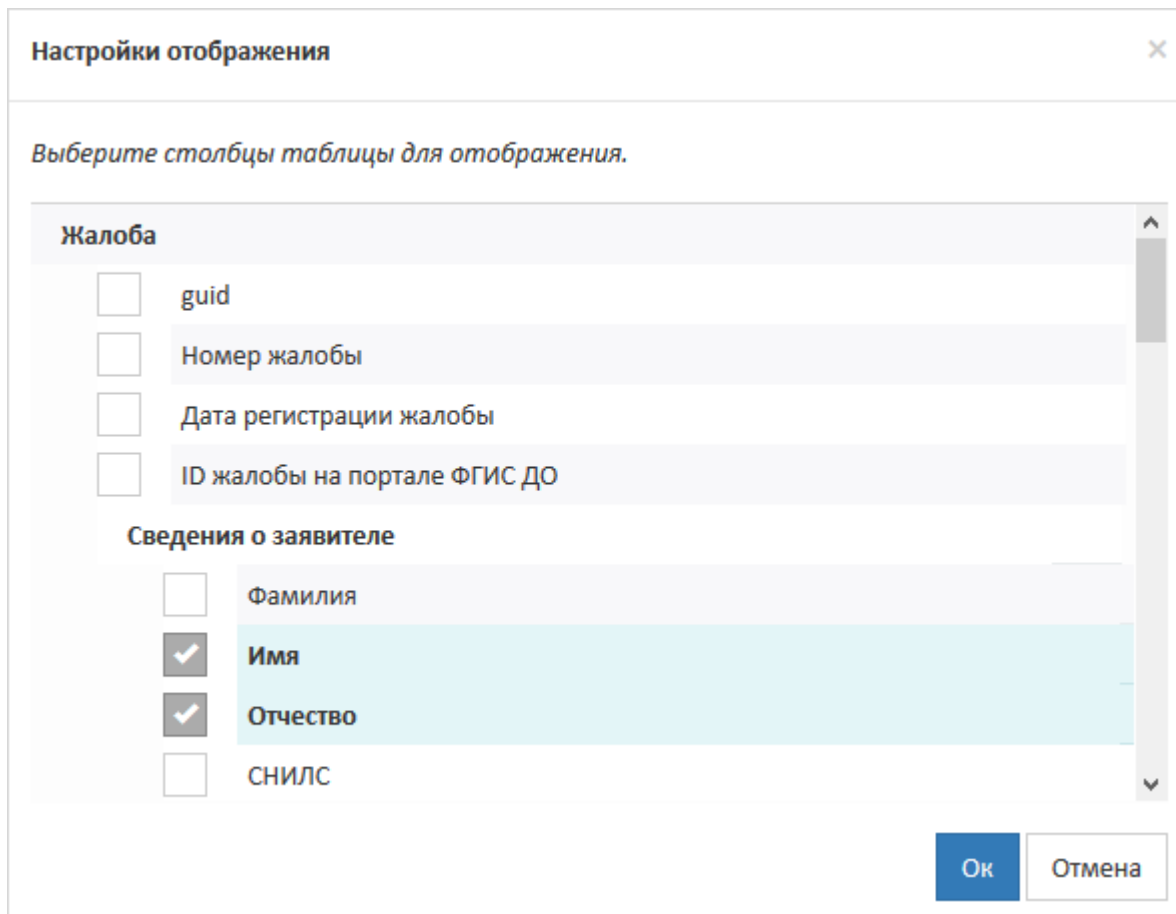 Настройки отображения
Выберите столбцы таблицы для отображения.
Жалоба
guid
Номер жалобы
Дата регистрации жалобы
ID жалобы на портале ФГИС ДО
Сведения о заявителе
Фамилия
Имя
Отчество
СНИЛС
Ок Отмена